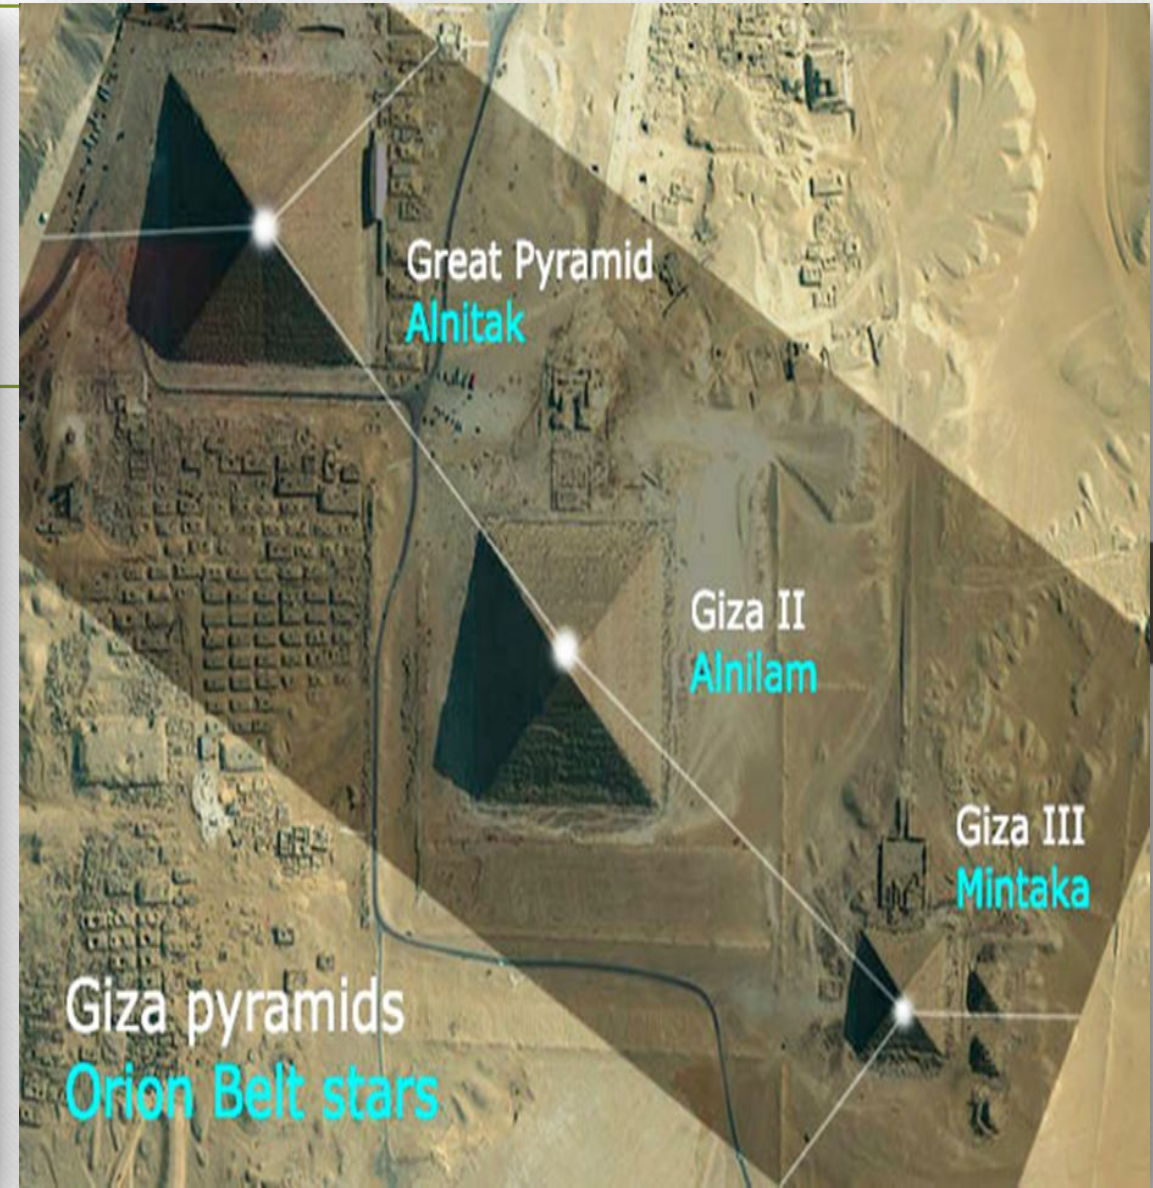 Great Pyramid
Alnitak
Giza II
Alnilam
Giza III
Mintaka
Giza pyramids
Orion Belt stars